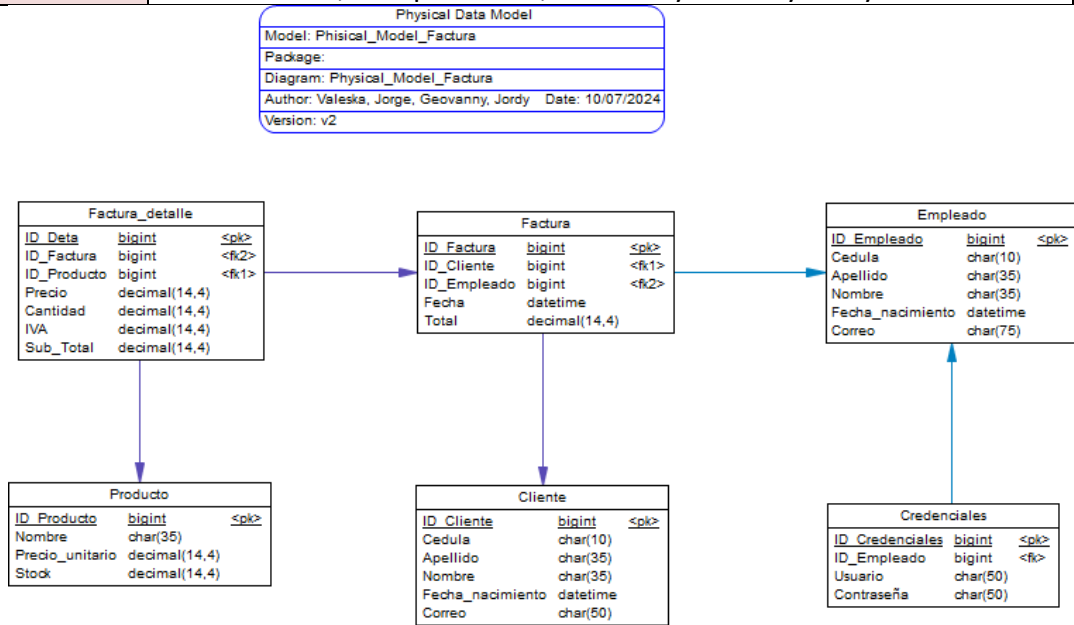 Physical Data Model
Model: Phisical_Model_Factura
Package:
Diagram: Physical_Model_Factura
Author: Valeska, Jorge, Geovanny, Jordy Date: 10/07/2024
Version: v2
Factura_detalle
ID_Deta bigint <pk>
ID_Factura bigint <fk2>
ID_Producto bigint <fk1>
Precio decimal(14,4)
Cantidad decimal(14,4)
IVA decimal(14,4)
Sub_Total decimal(14,4)
Factura
ID_Factura bigint <pk>
ID_Cliente bigint <fk1>
ID_Empleado bigint <fk2>
Fecha datetime
Total decimal(14,4)
Empleado
ID_Empleado bigint <pk>
Cedula char(10)
Apellido char(35)
Nombre char(35)
Fecha_nacimiento datetime
Correo char(75)
Producto
ID_Producto bigint <pk>
Nombre char(35)
Precio_unitario decimal(14,4)
Stock decimal(14,4)
Cliente
ID_Cliente bigint <pk>
Cedula char(10)
Apellido char(35)
Nombre char(35)
Fecha_nacimiento datetime
Correo char(50)
Credenciales
ID_Credenciales bigint <pk>
ID_Empleado bigint <fk>
Usuario char(50)
Contraseña char(50)